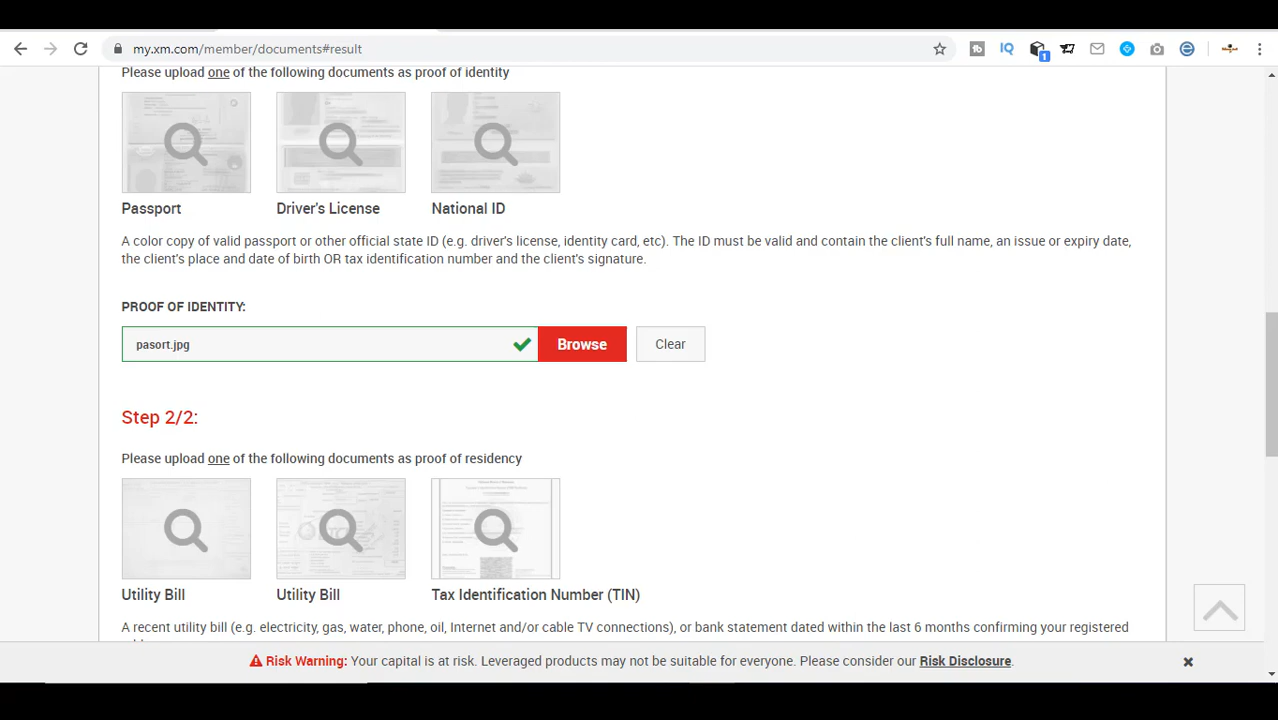 my.xm.com/member/documents#result
IQ
1
Please upload one of the following documents as proof of identity
Passport
Driver's License
National ID
A color copy of valid passport or other official state ID (e.g. driver's license, identity card, etc). The ID must be valid and contain the client's full name, an issue or expiry date,
the client's place and date of birth OR tax identification number and the client's signature.
PROOF OF IDENTITY:
pasort.jpg
Browse
Clear
Step 2/2:
Please upload one of the following documents as proof of residency
Utility Bill
Utility Bill
Tax Identification Number (TIN)
A recent utility bill (e.g. electricity, gas, water, phone, oil, Internet and/or cable TV connections), or bank statement dated within the last 6 months confirming your registered
Risk Warning: Your capital is at risk. Leveraged products may not be suitable for everyone. Please consider our Risk Disclosure.